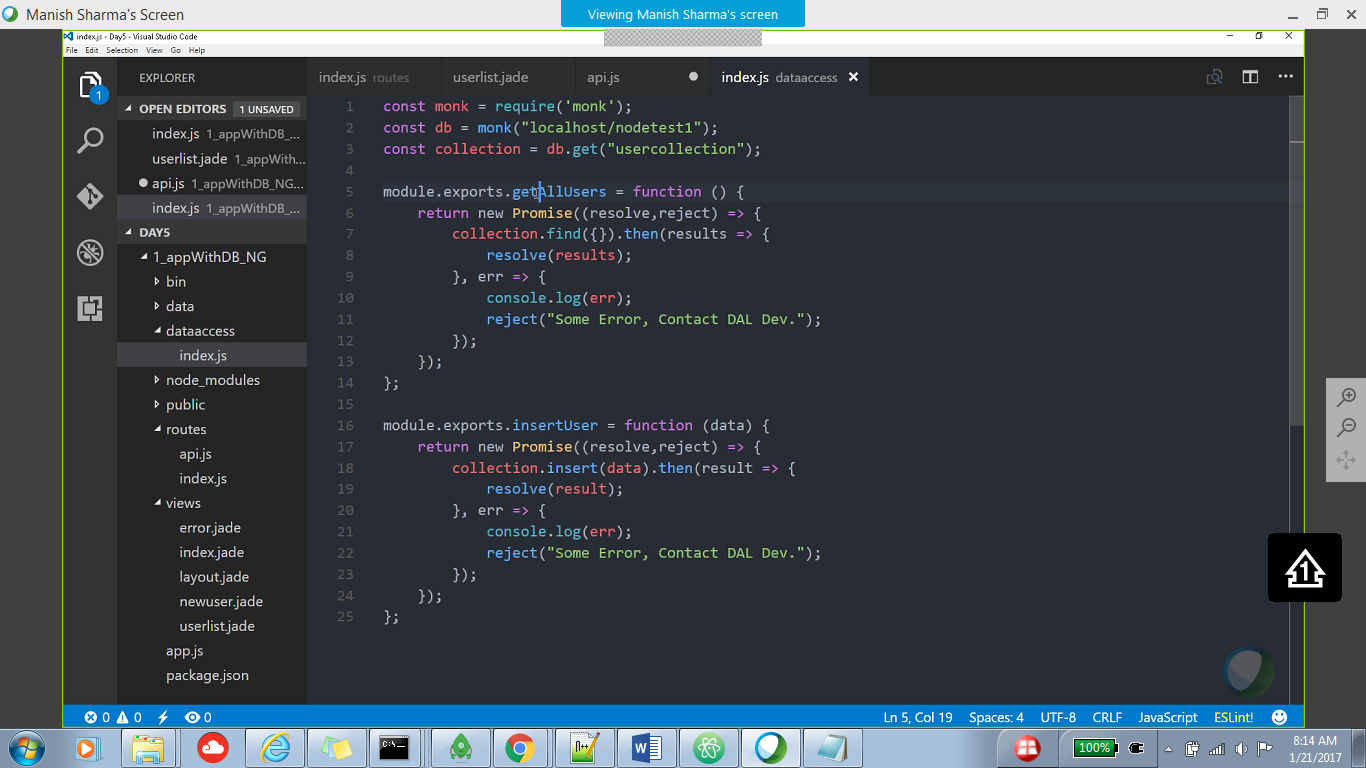 Manish Sharma's Screen
Viewing Manish Sharma's screen
index.js - Day5 - Visual Studio Code
File Edit Selection View Go Help
EXPLORER
index.js routes userlist.jade api.js index.js dataaccess
OPEN EDITORS 1 UNSAVED
index.js 1_appWithDB_...
userlist.jade 1_appWith...
api.js 1_appWithDB_NG...
index.js 1_appWithDB_...
DAY5
1_appWithDB_NG
bin
data
dataaccess
index.js
node_modules
public
routes
api.js
index.js
views
error.jade
index.jade
layout.jade
newuser.jade
userlist.jade
app.js
package.json
1
1 const monk = require('monk');
2 const db = monk("localhost/nodetest1");
3 const collection = db.get("usercollection");
4
5 module.exports.getAllUsers = function () {
6 return new Promise((resolve,reject) => {
7 collection.find({}).then(results => {
8 resolve(results);
9 }, err => {
10 console.log(err);
11 reject("Some Error, Contact DAL Dev.");
12 });
13 });
14 };
15
16 module.exports.insertUser = function (data) {
17 return new Promise((resolve,reject) => {
18 collection.insert(data).then(result => {
19 resolve(result);
20 }, err => {
21 console.log(err);
22 reject("Some Error, Contact DAL Dev.");
23 });
24 });
25 };
1
0 0 0 Ln 5, Col 19 Spaces: 4 UTF-8 CRLF JavaScript ESLint!
100% 8:14 AM
1/21/2017